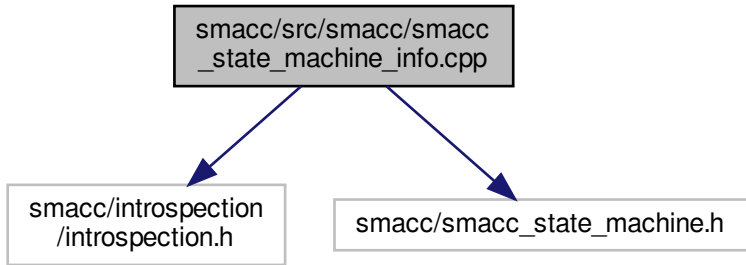 smacc/src/smacc/smacc
_state_machine_info.cpp
smacc/introspection
/introspection.h
smacc/smacc_state_machine.h